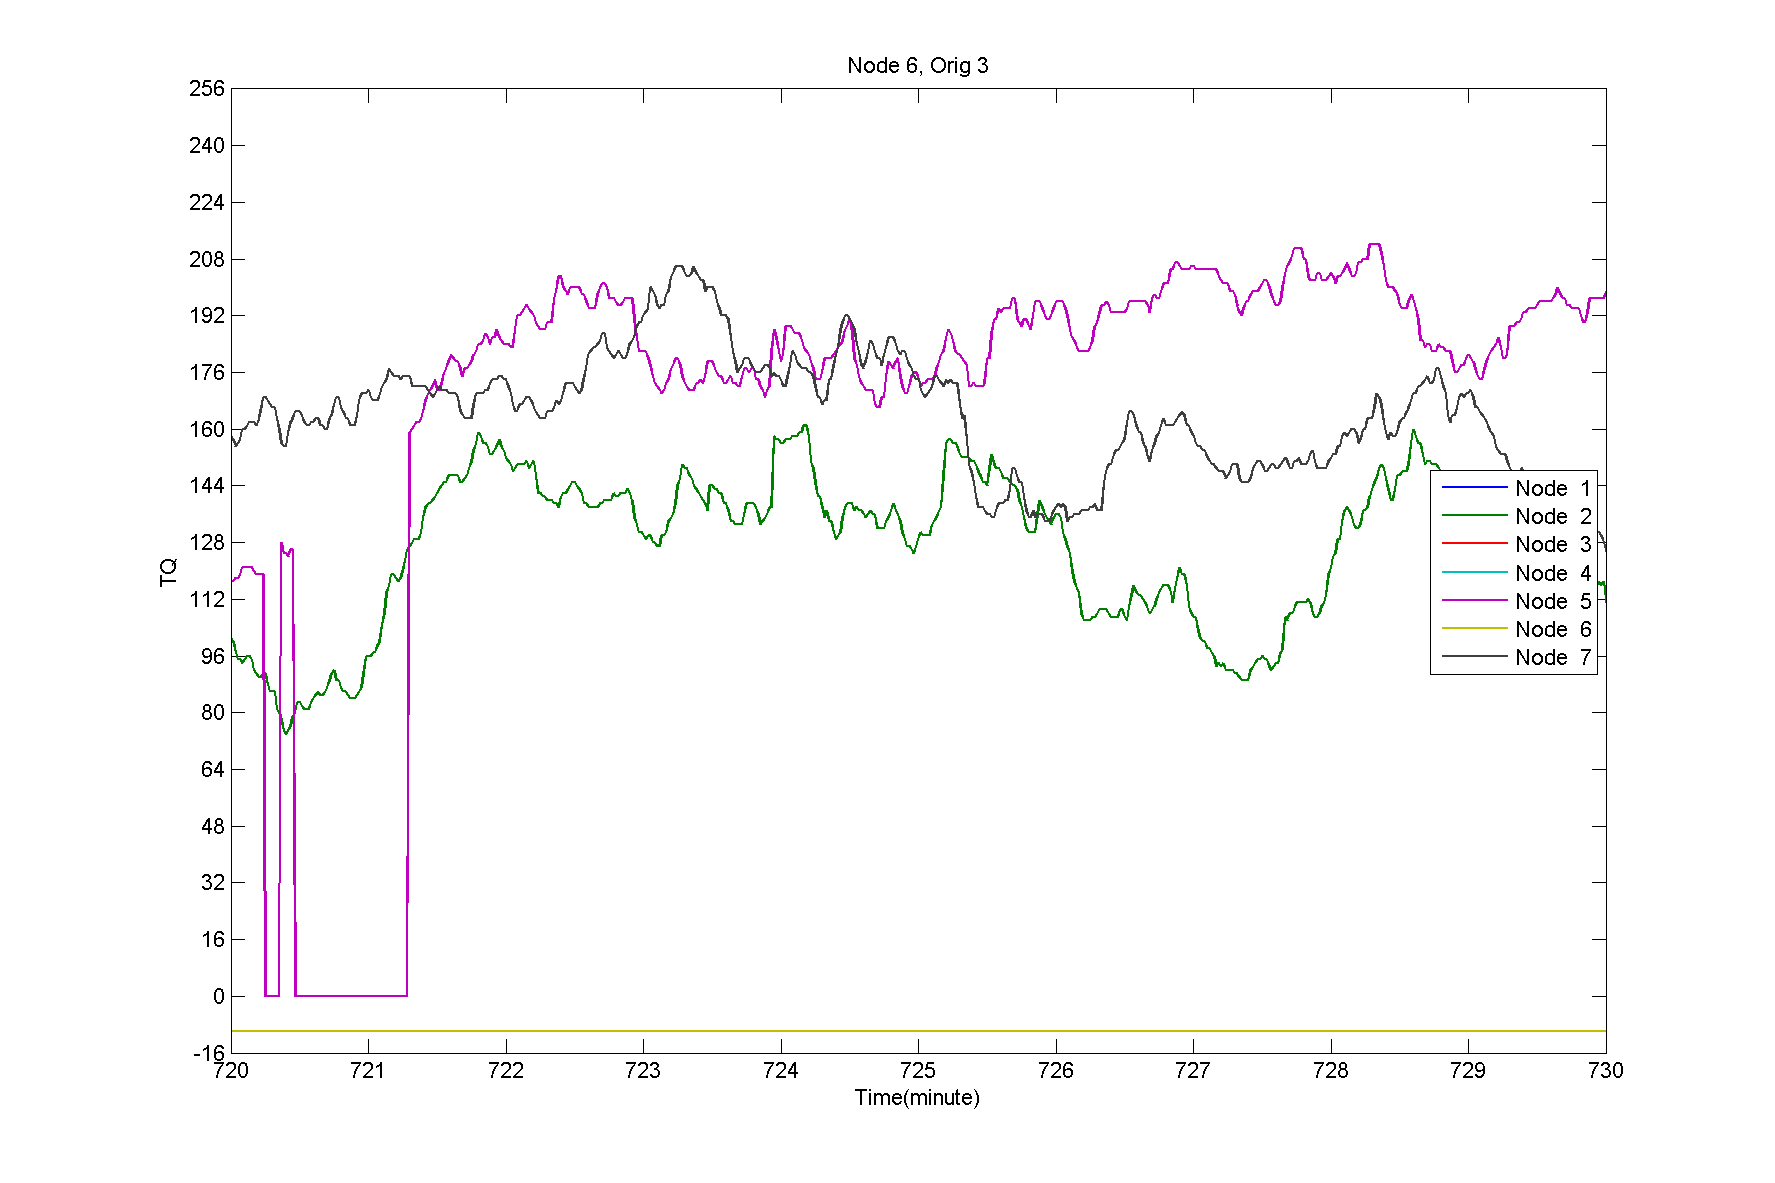 Node 6, Orig 3
256
240
224
208
192
176
160
144
128
112
96
80
64
48
32
16
0
-16
TQ
Node 1
Node 2
Node 3
Node 4
Node 5
Node 6
Node 7
720 721 722 723 724 725 726 727 728 729 730
Time(minute)